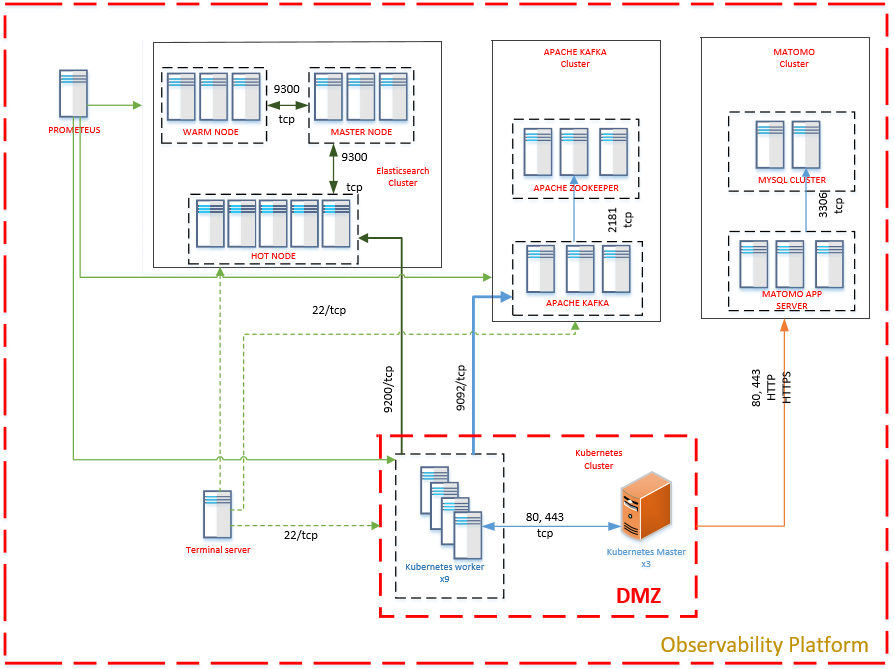 PROMETEUS
WARM NODE
9300
tcp
MASTER NODE
9300
tcp
Elasticsearch
Cluster
HOT NODE
APACHE KAFKA
Cluster
APACHE ZOOKEEPER
2181
tcp
APACHE KAFKA
MATOMO
Cluster
MYSQL CLUSTER
3306
tcp
MATOMO APP
SERVER
22/tcp
9200/tcp
9092/tcp
80, 443
HTTP
HTTPS
Terminal server
22/tcp
Kubernetes
Cluster
Kubernetes worker
x9
80, 443
tcp
Kubernetes Master
x3
DMZ
Observability Platform